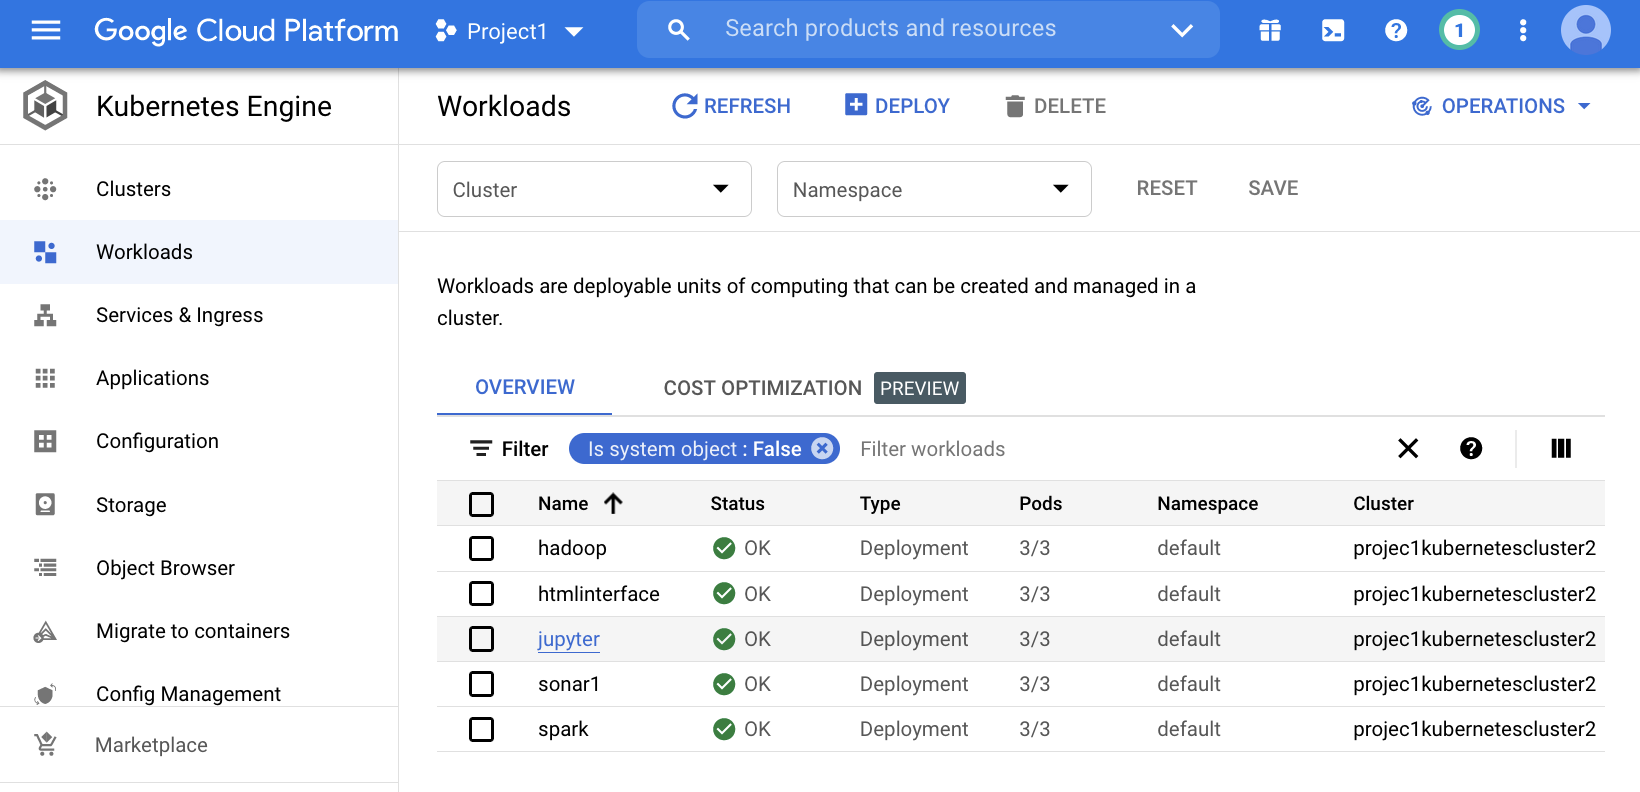 Google Cloud Platform Project1 Search products and resources 1
Kubernetes Engine
Workloads REFRESH DEPLOY DELETE OPERATIONS
Clusters
Workloads
Services & Ingress
Applications
Configuration
Storage
Object Browser
Migrate to containers
Config Management
Marketplace
Cluster Namespace RESET SAVE
Workloads are deployable units of computing that can be created and managed in a
cluster.
OVERVIEW COST OPTIMIZATION PREVIEW
Filter Is system object : False Filter workloads
Name Status Type Pods Namespace Cluster
hadoop OK Deployment 3/3 default projec1kubernetescluster2
htmlinterface OK Deployment 3/3 default projec1kubernetescluster2
jupyter OK Deployment 3/3 default projec1kubernetescluster2
sonar1 OK Deployment 3/3 default projec1kubernetescluster2
spark OK Deployment 3/3 default projec1kubernetescluster2